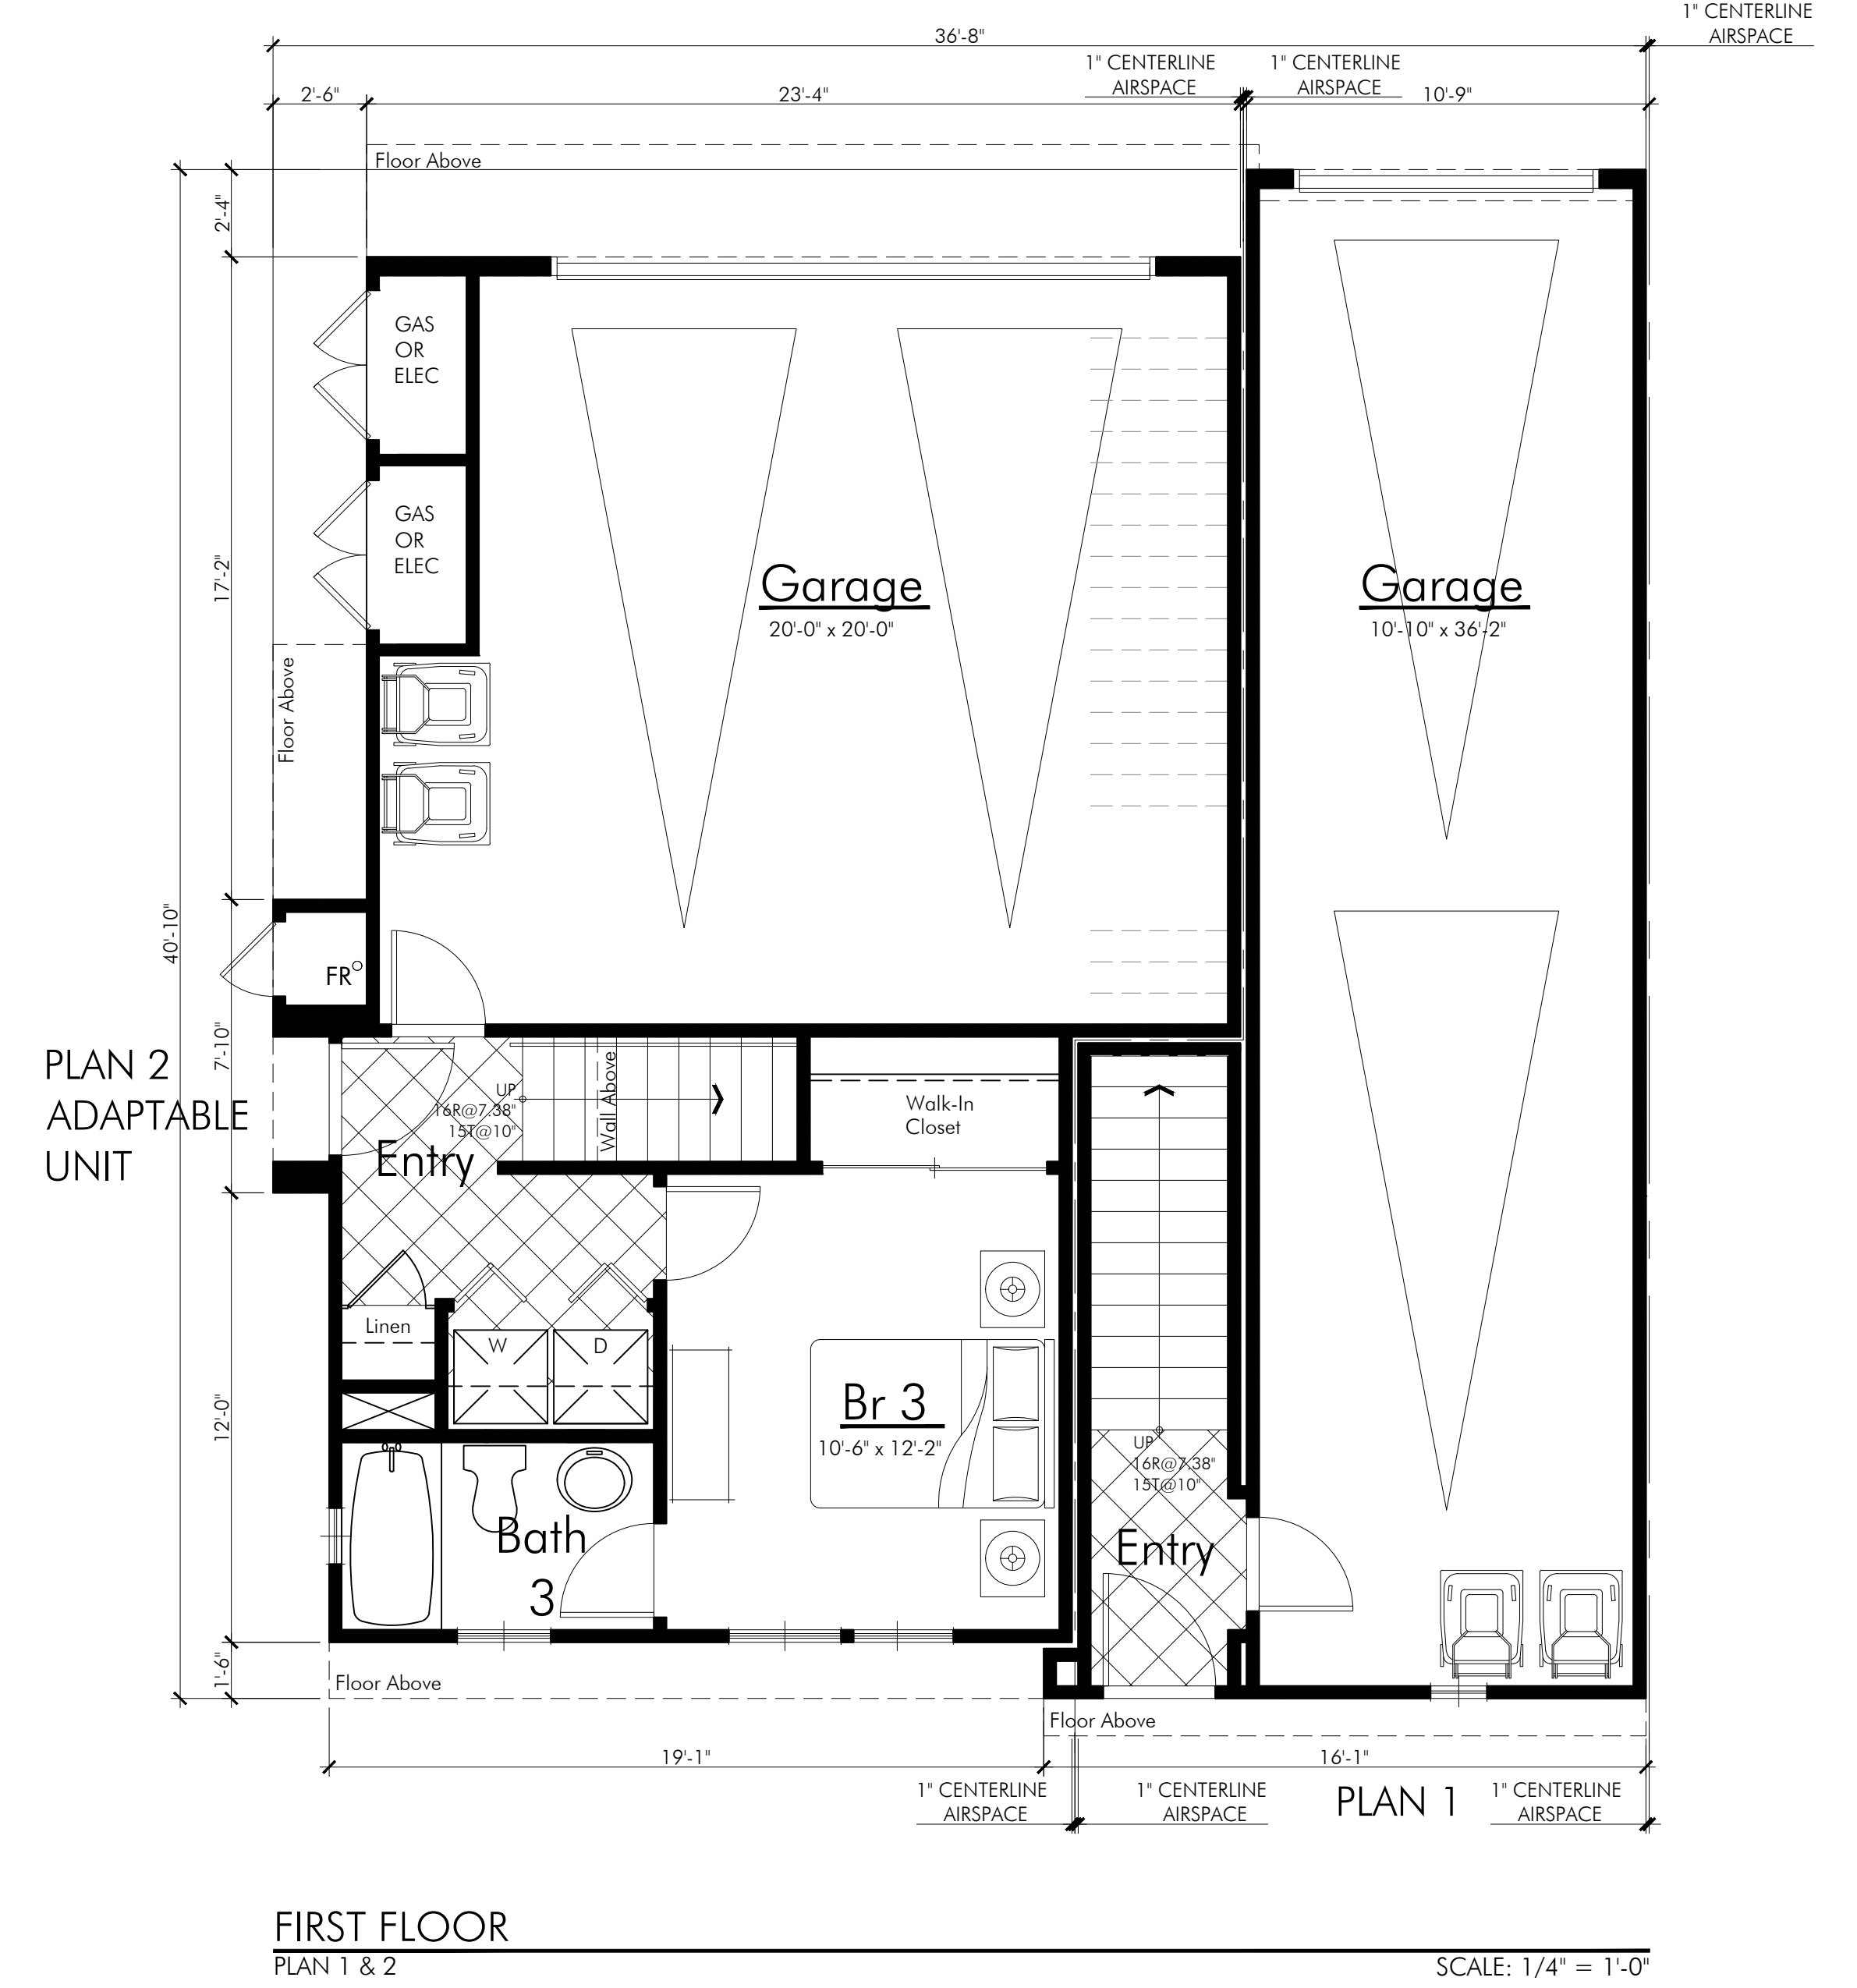 1" CENTERLINE
AIRSPACE
36'-8"
1" CENTERLINE
AIRSPACE
1" CENTERLINE
AIRSPACE
2'-6"
23'-4"
10'-9"
Floor Above
2'-4"
GAS
OR
ELEC
GAS
OR
ELEC
17'-2"
Garage
20'-0" x 20'-0"
Garage
10'-10" x 36'-2"
Floor Above
40'-10"
FR
7'-10"
PLAN 2
ADAPTABLE
UNIT
UP
16R@7.38"
15T@10"
Wall Above
Walk-In
Closet
Entry
Linen
W
D
Br 3
10'-6" x 12'-2"
12'-0"
UP
16R@7.38"
15T@10"
Entry
Bath
3
1'-6"
Floor Above
Floor Above
19'-1"
16'-1"
1" CENTERLINE
AIRSPACE
1" CENTERLINE
AIRSPACE
PLAN 1
1" CENTERLINE
AIRSPACE
FIRST FLOOR
PLAN 1 & 2
SCALE: 1/4" = 1'-0"